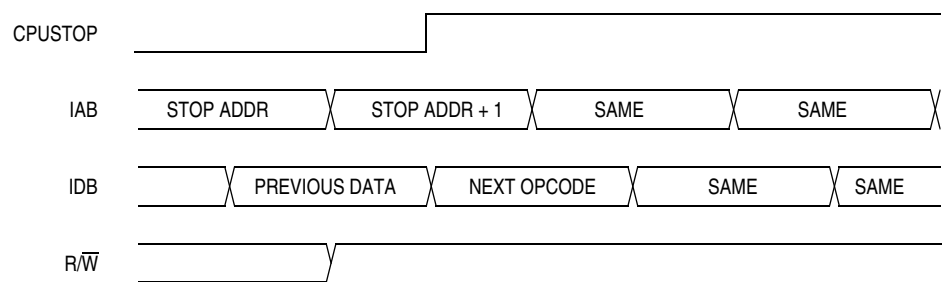 CPUSTOP
IAB STOP ADDR STOP ADDR + 1 SAME SAME
IDB PREVIOUS DATA NEXT OPCODE SAME SAME
R/W̅